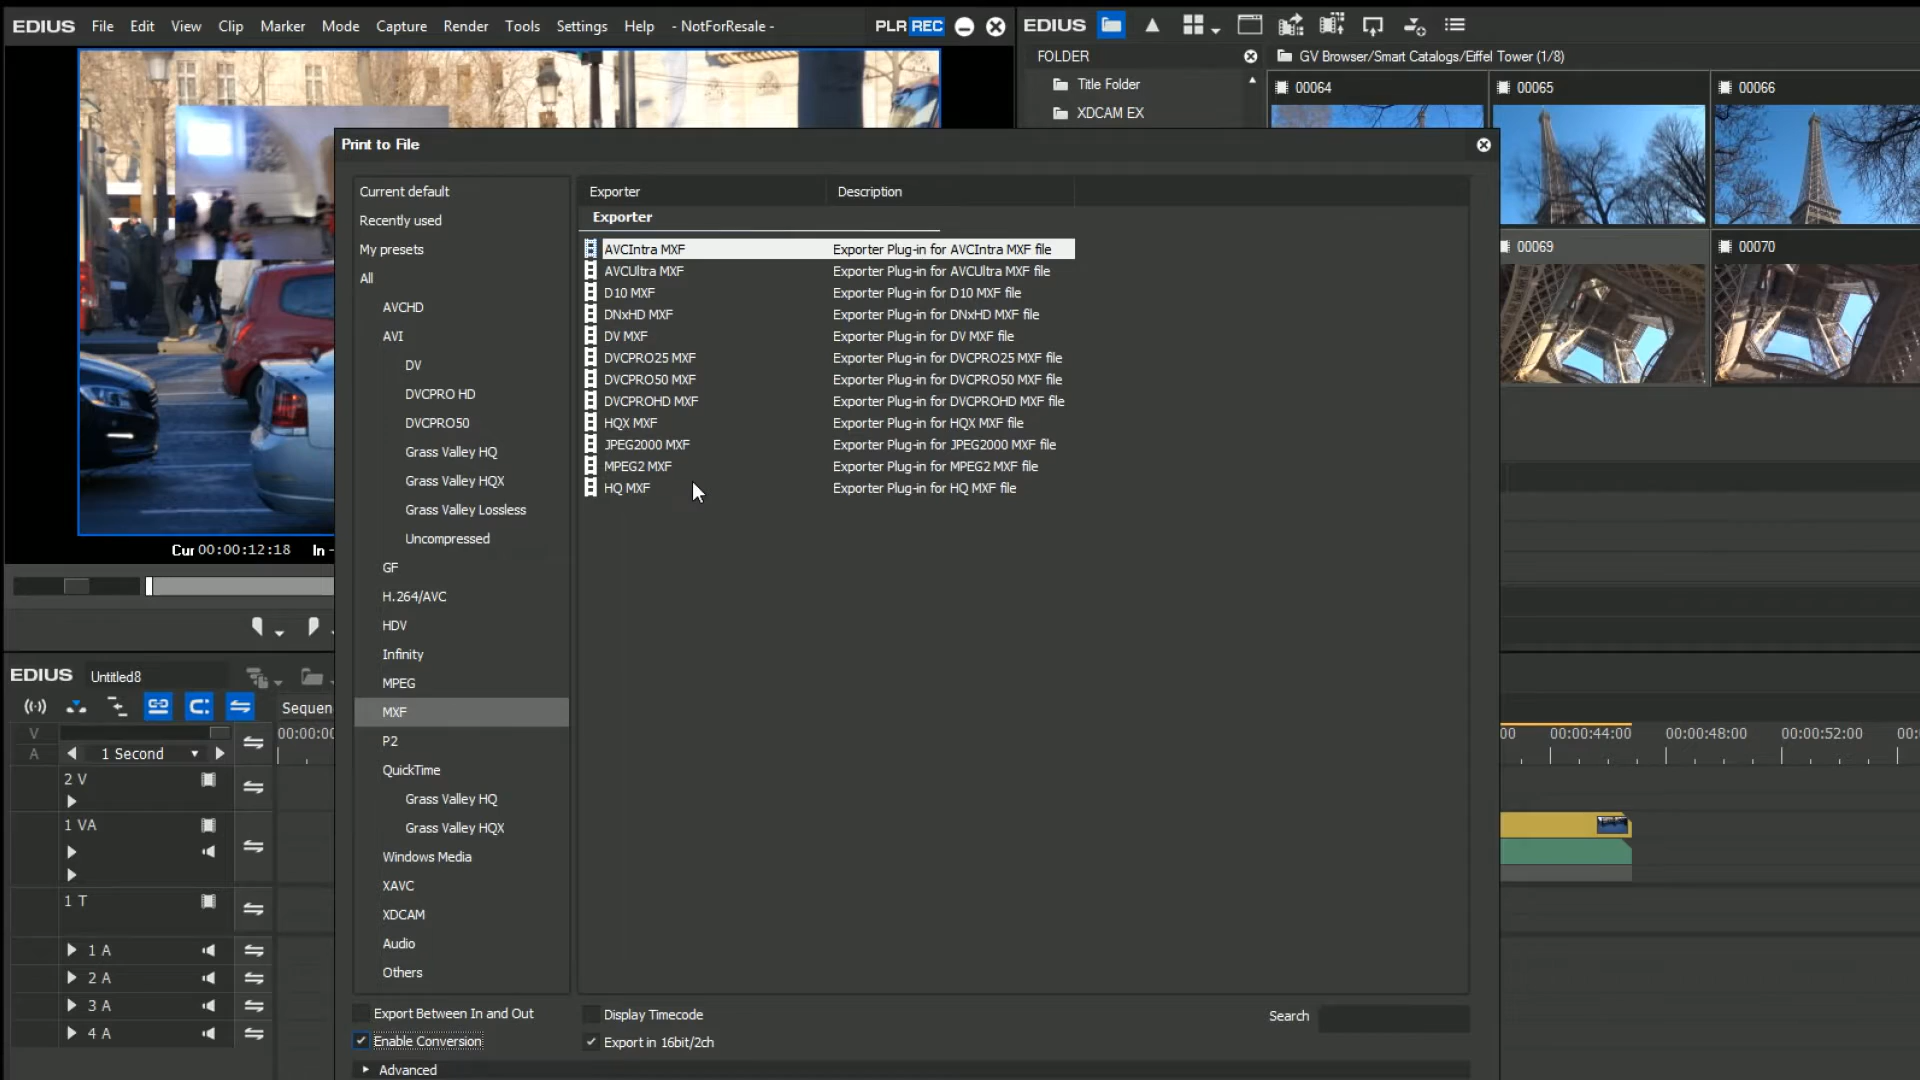 EDIUS File Edit View Clip Marker Mode Capture Render Tools Settings Help - NotForResale - PLR REC
EDIUS
FOLDER
GV Browser/Smart Catalogs/Eiffel Tower (1/8)
Title Folder
XDCAM EX
00064
00065
00066
00069
00070
Print to File
Current default
Recently used
My presets
All
AVCHD
AVI
DV
DVCPRO HD
DVCPRO50
Grass Valley HQ
Grass Valley HQX
Grass Valley Lossless
Uncompressed
GF
H.264/AVC
HDV
Infinity
MPEG
MXF
P2
QuickTime
Grass Valley HQ
Grass Valley HQX
Windows Media
XAVC
XDCAM
Audio
Others
Exporter Description
Exporter
AVCIntra MXF Exporter Plug-in for AVCIntra MXF file
AVCUltra MXF Exporter Plug-in for AVCUltra MXF file
D10 MXF Exporter Plug-in for D10 MXF file
DNxHD MXF Exporter Plug-in for DNxHD MXF file
DV MXF Exporter Plug-in for DV MXF file
DVCPRO25 MXF Exporter Plug-in for DVCPRO25 MXF file
DVCPRO50 MXF Exporter Plug-in for DVCPRO50 MXF file
DVCPROHD MXF Exporter Plug-in for DVCPROHD MXF file
HQX MXF Exporter Plug-in for HQX MXF file
JPEG2000 MXF Exporter Plug-in for JPEG2000 MXF file
MPEG2 MXF Exporter Plug-in for MPEG2 MXF file
HQ MXF Exporter Plug-in for HQ MXF file
Export Between In and Out
Display Timecode
Search
Enable Conversion
Export in 16bit/2ch
Advanced
Cur 00:00:12:18 In -
EDIUS Untitled8
Sequen
V
A
1 Second
00:00:00
00
00:00:44:00
00:00:48:00
00:00:52:00
00:
2 V
1 VA
1 T
1 A
2 A
3 A
4 A